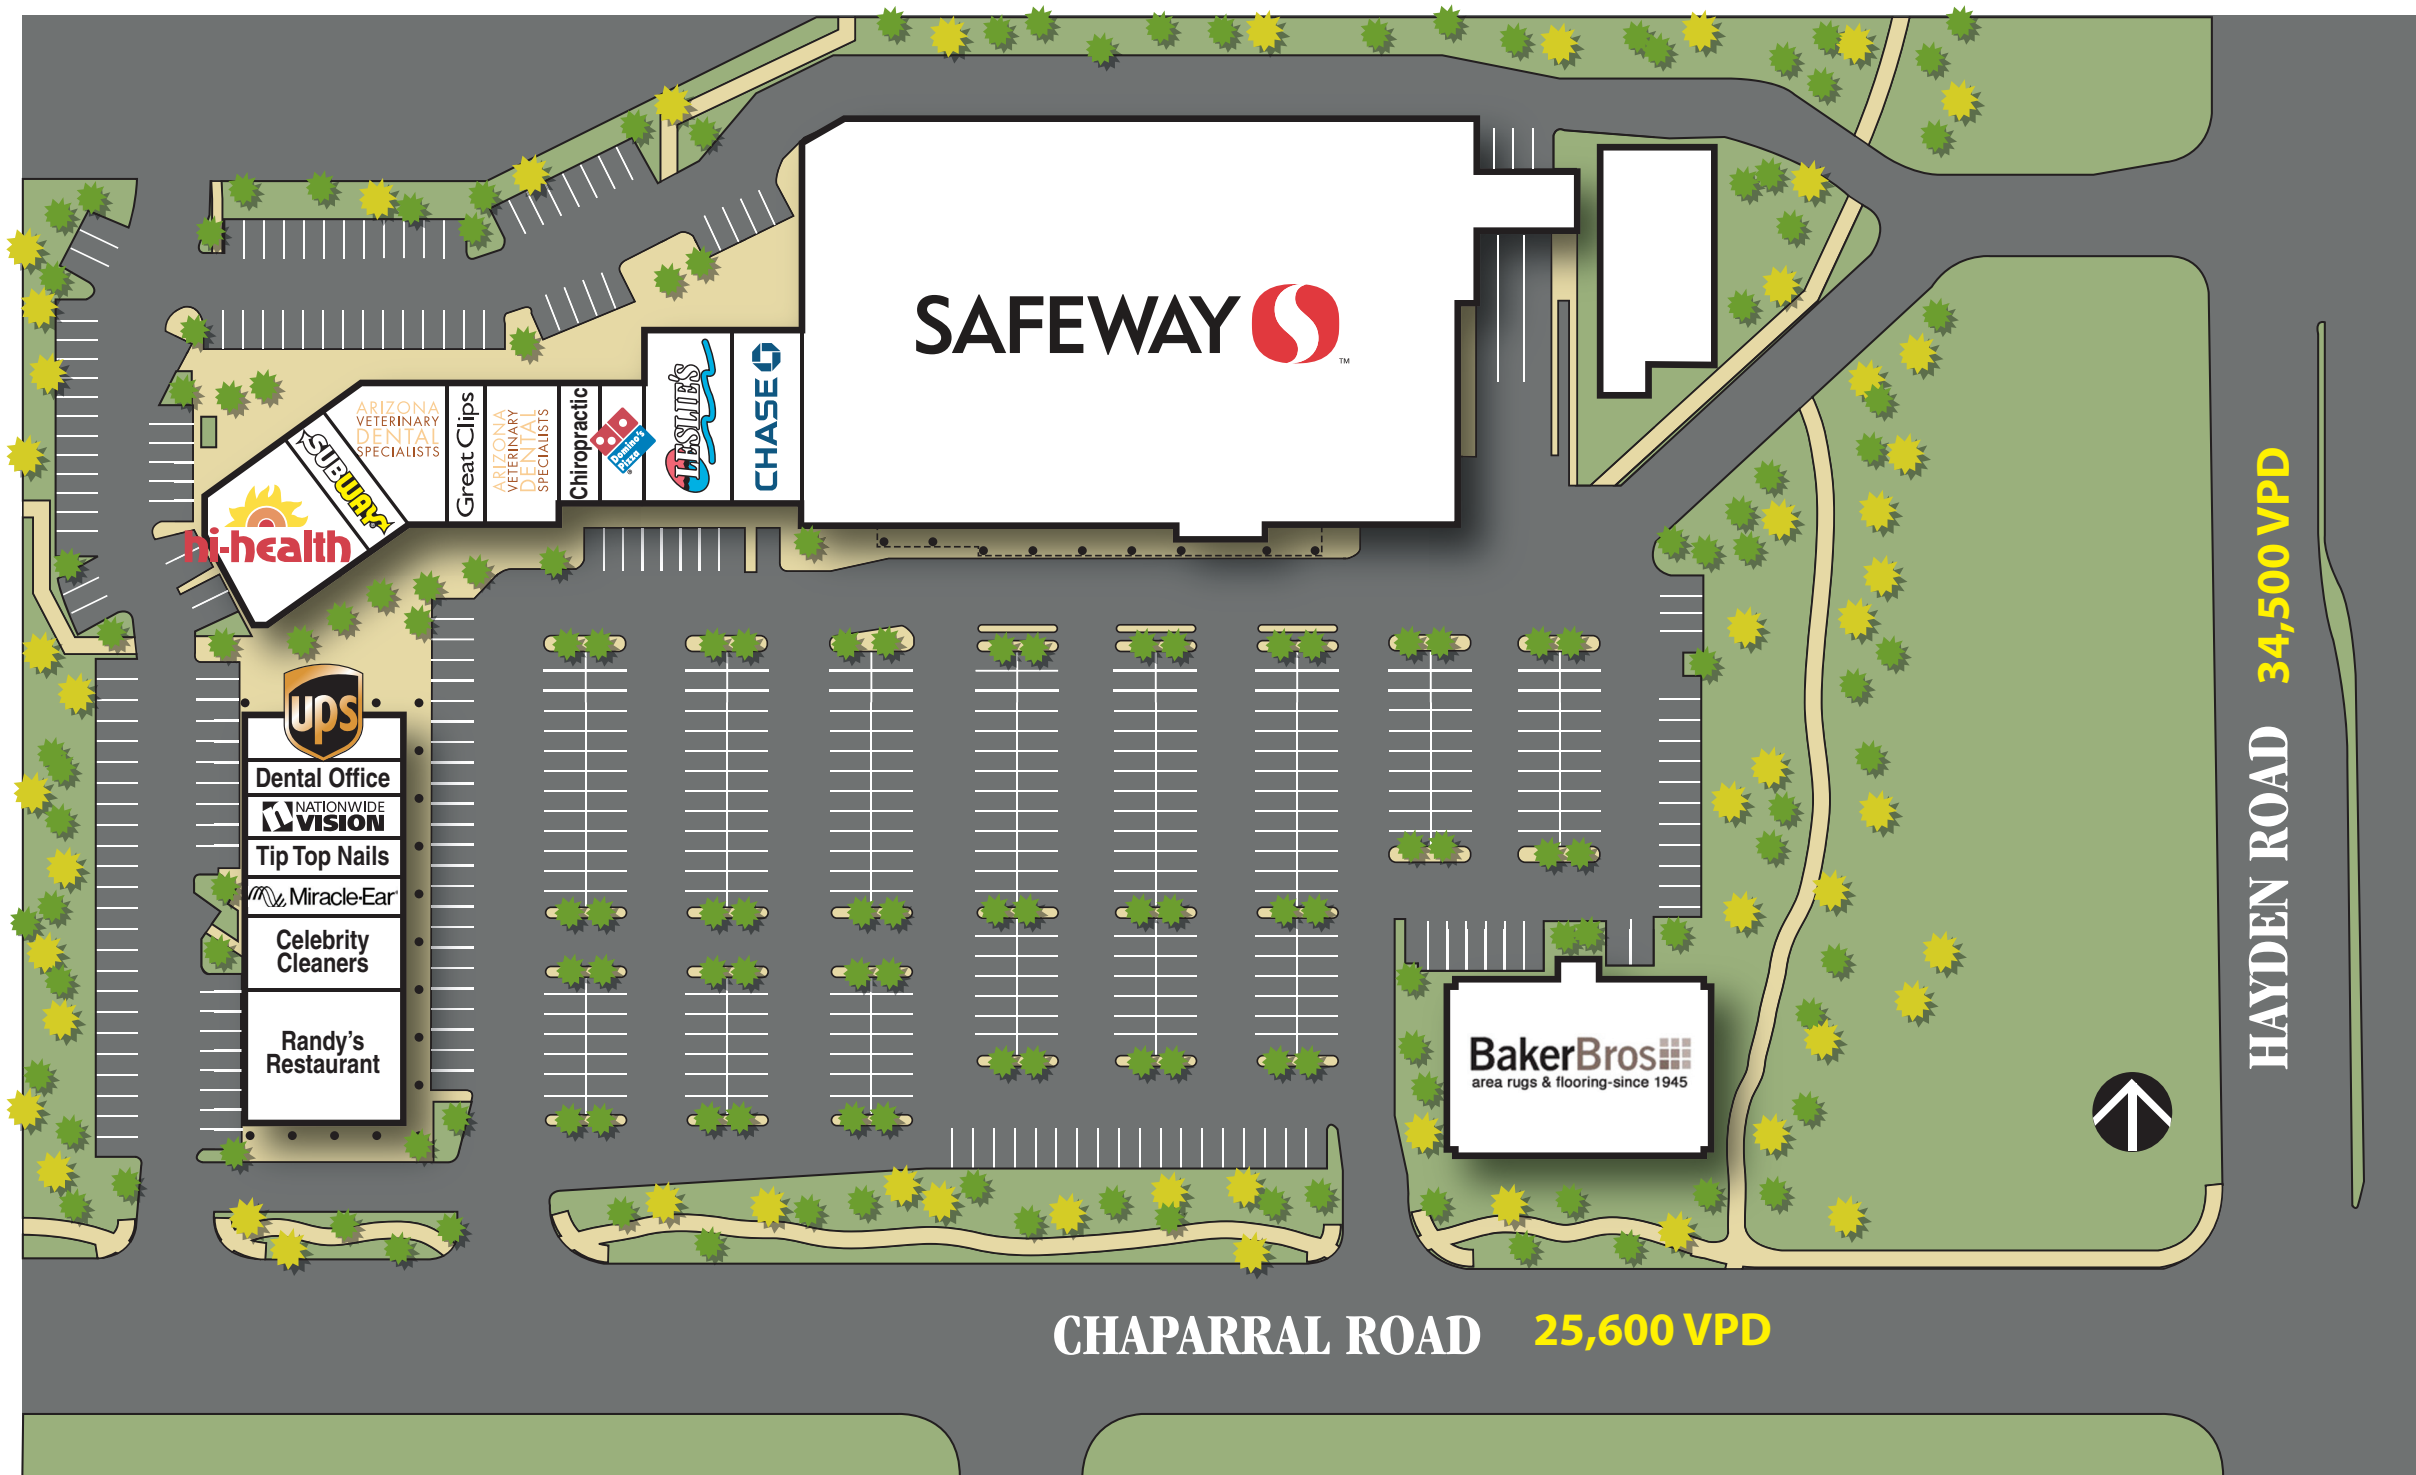 SAFEWAY
™
CHASE
LESLIE'S
Domino's
Pizza
Chiropractic
ARIZONA
VETERINARY
DENTAL
SPECIALISTS
Great Clips
ARIZONA
VETERINARY
DENTAL
SPECIALISTS
SUBWAY
hi-health
ups
Dental Office
NATIONWIDE
VISION
Tip Top Nails
Miracle-Ear®
Celebrity
Cleaners
Randy's
Restaurant
BakerBros
area rugs & flooring-since 1945
HAYDEN ROAD 34,500 VPD
CHAPARRAL ROAD 25,600 VPD